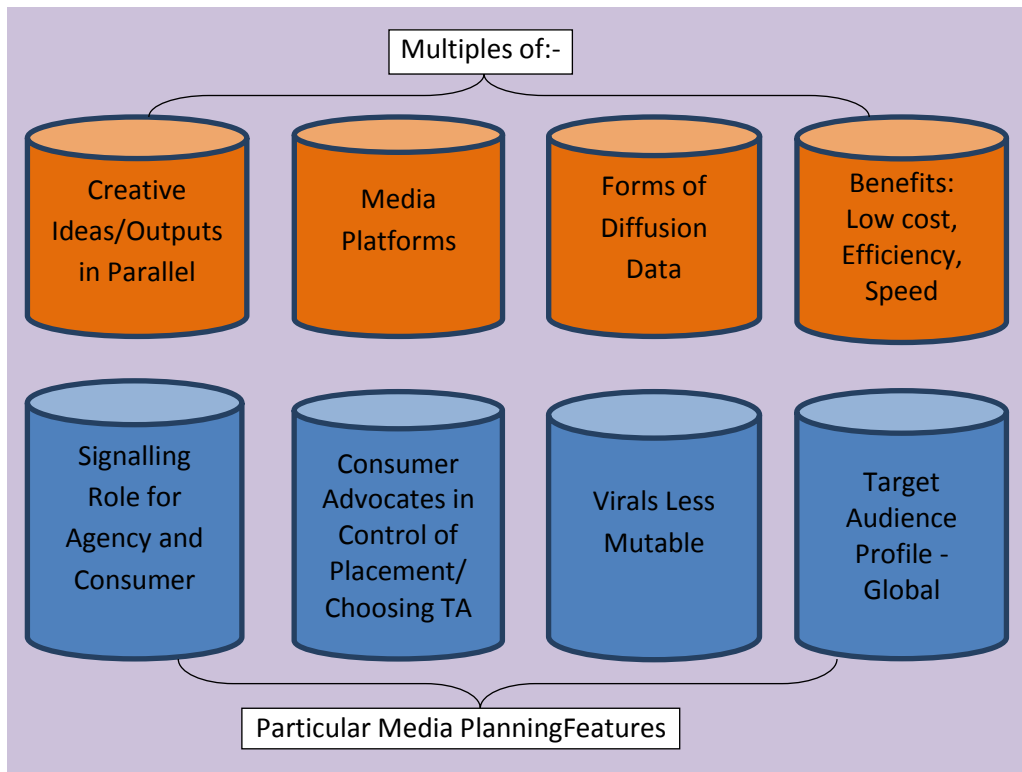 Multiples of:-
Creative
Ideas/Outputs
in Parallel
Media
Platforms
Forms of
Diffusion
Data
Benefits:
Low cost,
Efficiency,
Speed
Signalling
Role for
Agency and
Consumer
Consumer
Advocates in
Control of
Placement/
Choosing TA
Virals Less
Mutable
Target
Audience
Profile -
Global
Particular Media PlanningFeatures